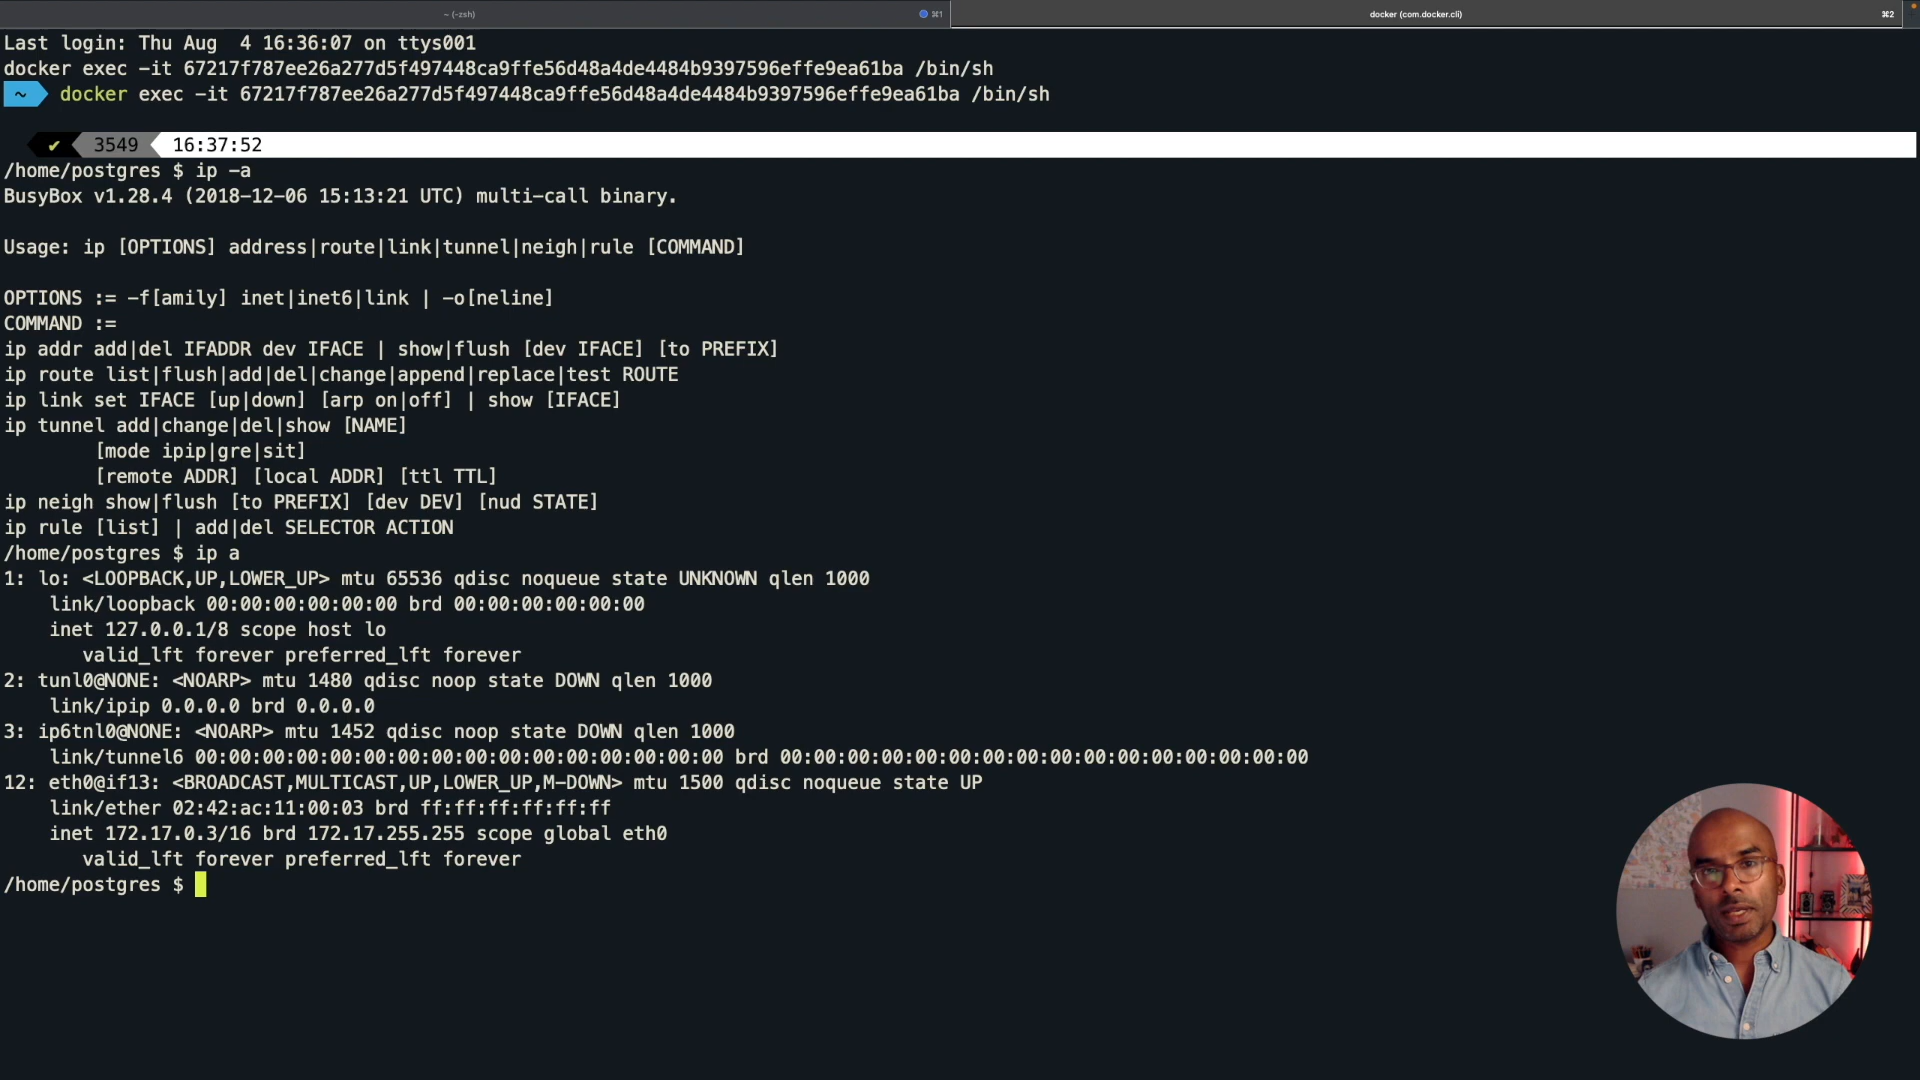 ~ (-zsh)
⌘1
docker (com.docker.cli)
⌘2
Last login: Thu Aug  4 16:36:07 on ttys001
docker exec -it 67217f787ee26a277d5f497448ca9ffe56d48a4de4484b9397596effe9ea61ba /bin/sh
~ docker exec -it 67217f787ee26a277d5f497448ca9ffe56d48a4de4484b9397596effe9ea61ba /bin/sh
✔ 3549 16:37:52
/home/postgres $ ip -a
BusyBox v1.28.4 (2018-12-06 15:13:21 UTC) multi-call binary.
Usage: ip [OPTIONS] address|route|link|tunnel|neigh|rule [COMMAND]
OPTIONS := -f[amily] inet|inet6|link | -o[neline]
COMMAND :=
ip addr add|del IFADDR dev IFACE | show|flush [dev IFACE] [to PREFIX]
ip route list|flush|add|del|change|append|replace|test ROUTE
ip link set IFACE [up|down] [arp on|off] | show [IFACE]
ip tunnel add|change|del|show [NAME]
[mode ipip|gre|sit]
[remote ADDR] [local ADDR] [ttl TTL]
ip neigh show|flush [to PREFIX] [dev DEV] [nud STATE]
ip rule [list] | add|del SELECTOR ACTION
/home/postgres $ ip a
1: lo: <LOOPBACK,UP,LOWER_UP> mtu 65536 qdisc noqueue state UNKNOWN qlen 1000
link/loopback 00:00:00:00:00:00 brd 00:00:00:00:00:00
inet 127.0.0.1/8 scope host lo
valid_lft forever preferred_lft forever
2: tunl0@NONE: <NOARP> mtu 1480 qdisc noop state DOWN qlen 1000
link/ipip 0.0.0.0 brd 0.0.0.0
3: ip6tnl0@NONE: <NOARP> mtu 1452 qdisc noop state DOWN qlen 1000
link/tunnel6 00:00:00:00:00:00:00:00:00:00:00:00:00:00:00:00 brd 00:00:00:00:00:00:00:00:00:00:00:00:00:00:00:00
12: eth0@if13: <BROADCAST,MULTICAST,UP,LOWER_UP,M-DOWN> mtu 1500 qdisc noqueue state UP
link/ether 02:42:ac:11:00:03 brd ff:ff:ff:ff:ff:ff
inet 172.17.0.3/16 brd 172.17.255.255 scope global eth0
valid_lft forever preferred_lft forever
/home/postgres $